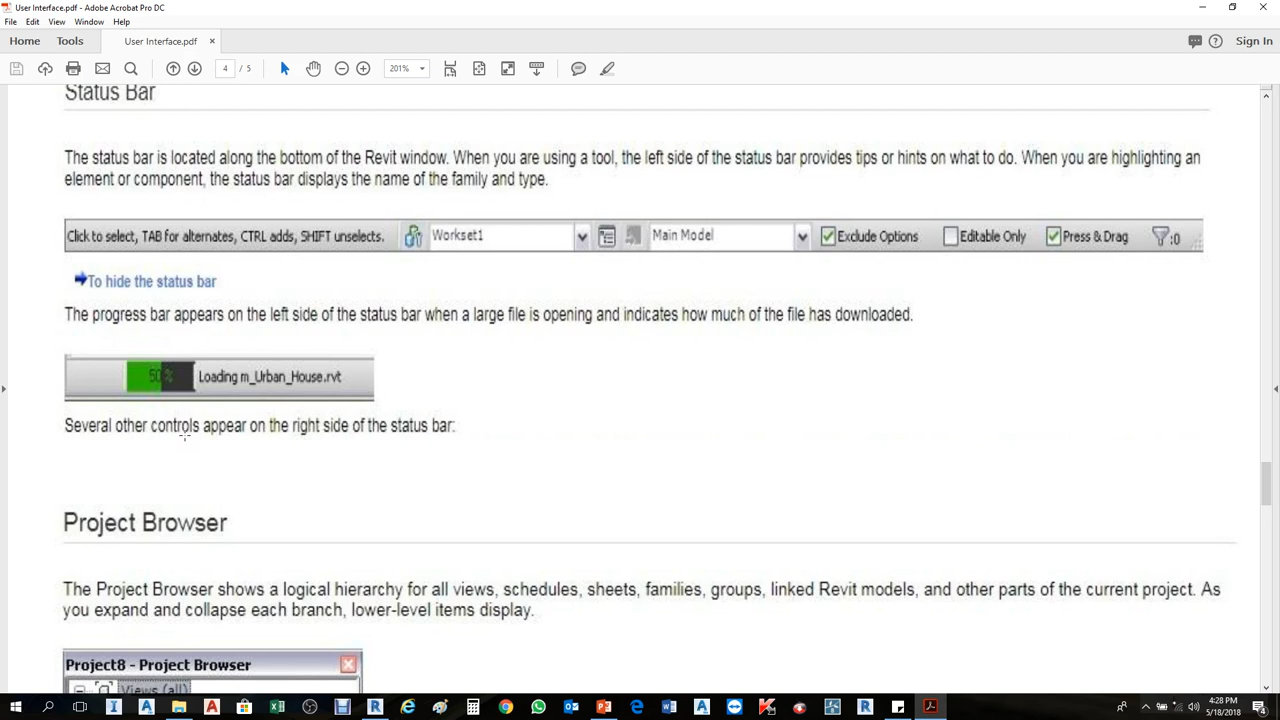 User Interface.pdf - Adobe Acrobat Pro DC
File Edit View Window Help
Home Tools User Interface.pdf × Sign In
4 / 5 201%
Status Bar
The status bar is located along the bottom of the Revit window. When you are using a tool, the left side of the status bar provides tips or hints on what to do. When you are highlighting an
element or component, the status bar displays the name of the family and type.
Click to select, TAB for alternates, CTRL adds, SHIFT unselects. Workset1 Main Model Exclude Options Editable Only Press & Drag :0
To hide the status bar
The progress bar appears on the left side of the status bar when a large file is opening and indicates how much of the file has downloaded.
50% Loading m_Urban_House.rvt
Several other controls appear on the right side of the status bar:
Project Browser
The Project Browser shows a logical hierarchy for all views, schedules, sheets, families, groups, linked Revit models, and other parts of the current project. As
you expand and collapse each branch, lower-level items display.
Project8 - Project Browser
Views (all)
4:28 PM
5/18/2018